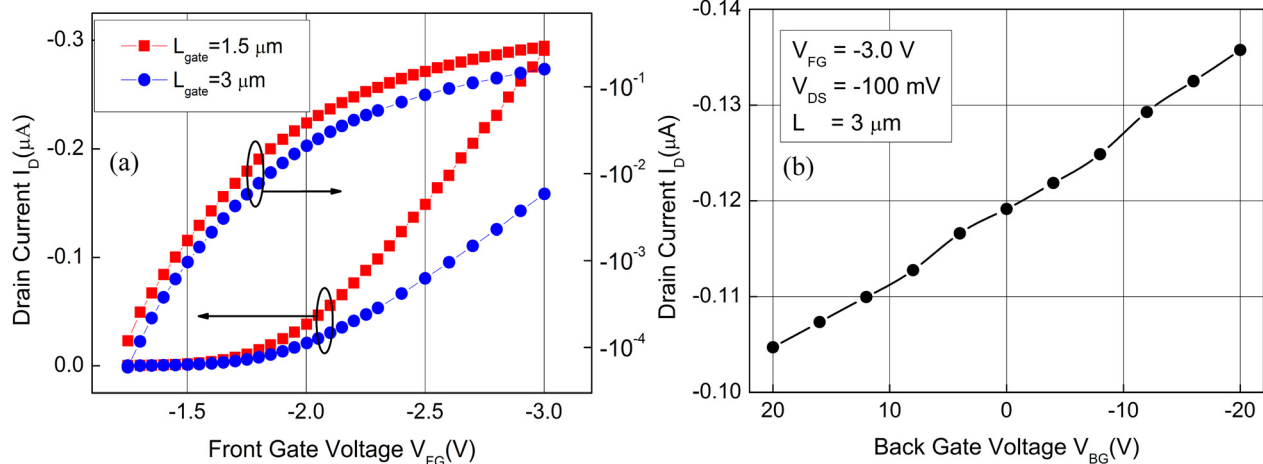 L_gate=1.5 μm
L_gate=3 μm
(a)
Drain Current I_D(μA)
-0.3
-0.2
-0.1
0.0
-10^-1
-10^-2
-10^-3
-10^-4
-1.5 -2.0 -2.5 -3.0
Front Gate Voltage V_FG(V)
V_FG = -3.0 V
V_DS = -100 mV
L = 3 μm
(b)
Drain Current I_D(μA)
-0.14
-0.13
-0.12
-0.11
-0.10
20 10 0 -10 -20
Back Gate Voltage V_BG(V)